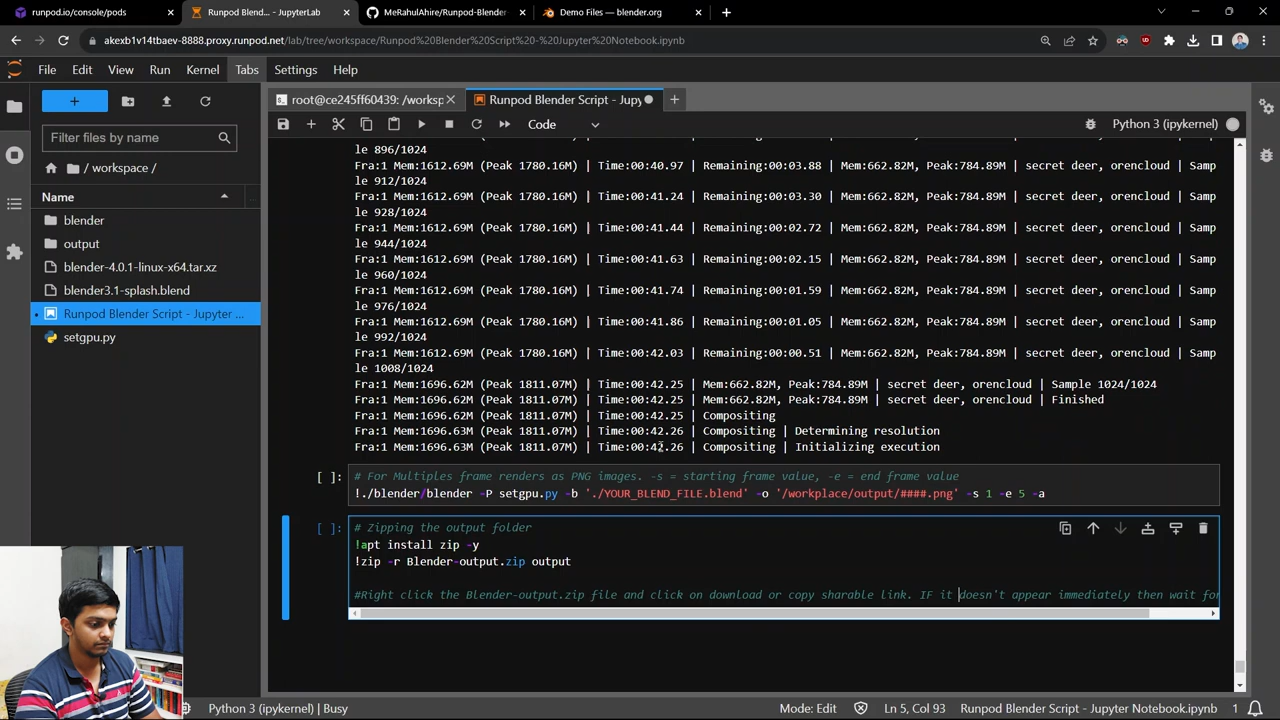 runpod.io/console/pods
Runpod Blend... - JupyterLab
MeRahulAhire/Runpod-Blender
Demo Files — blender.org
akexb1v14tbaev-8888.proxy.runpod.net/lab/tree/workspace/Runpod%20Blender%20Script%20-%20Jupyter%20Notebook.ipynb
File Edit View Run Kernel Tabs Settings Help
root@ce245ff60439: /worksp
Runpod Blender Script - Jupy
Filter files by name
Code
Python 3 (ipykernel)
/ workspace /
Name
blender
output
blender-4.0.1-linux-x64.tar.xz
blender3.1-splash.blend
Runpod Blender Script - Jupyter ...
setgpu.py
le 896/1024
Fra:1 Mem:1612.69M (Peak 1780.16M) | Time:00:40.97 | Remaining:00:03.88 | Mem:662.82M, Peak:784.89M | secret deer, orencloud | Samp
le 912/1024
Fra:1 Mem:1612.69M (Peak 1780.16M) | Time:00:41.24 | Remaining:00:03.30 | Mem:662.82M, Peak:784.89M | secret deer, orencloud | Samp
le 928/1024
Fra:1 Mem:1612.69M (Peak 1780.16M) | Time:00:41.44 | Remaining:00:02.72 | Mem:662.82M, Peak:784.89M | secret deer, orencloud | Samp
le 944/1024
Fra:1 Mem:1612.69M (Peak 1780.16M) | Time:00:41.63 | Remaining:00:02.15 | Mem:662.82M, Peak:784.89M | secret deer, orencloud | Samp
le 960/1024
Fra:1 Mem:1612.69M (Peak 1780.16M) | Time:00:41.74 | Remaining:00:01.59 | Mem:662.82M, Peak:784.89M | secret deer, orencloud | Samp
le 976/1024
Fra:1 Mem:1612.69M (Peak 1780.16M) | Time:00:41.86 | Remaining:00:01.05 | Mem:662.82M, Peak:784.89M | secret deer, orencloud | Samp
le 992/1024
Fra:1 Mem:1612.69M (Peak 1780.16M) | Time:00:42.03 | Remaining:00:00.51 | Mem:662.82M, Peak:784.89M | secret deer, orencloud | Samp
le 1008/1024
Fra:1 Mem:1696.62M (Peak 1811.07M) | Time:00:42.25 | Mem:662.82M, Peak:784.89M | secret deer, orencloud | Sample 1024/1024
Fra:1 Mem:1696.62M (Peak 1811.07M) | Time:00:42.25 | Mem:662.82M, Peak:784.89M | secret deer, orencloud | Finished
Fra:1 Mem:1696.62M (Peak 1811.07M) | Time:00:42.25 | Compositing
Fra:1 Mem:1696.63M (Peak 1811.07M) | Time:00:42.26 | Compositing | Determining resolution
Fra:1 Mem:1696.63M (Peak 1811.07M) | Time:00:42.26 | Compositing | Initializing execution
[ ]: # For Multiples frame renders as PNG images. -s = starting frame value, -e = end frame value
!./blender/blender -P setgpu.py -b './YOUR_BLEND_FILE.blend' -o '/workplace/output/####.png' -s 1 -e 5 -a
[ ]: # Zipping the output folder
!apt install zip -y
!zip -r Blender-output.zip output
#Right click the Blender-output.zip file and click on download or copy sharable link. IF it doesn't appear immediately then wait for
Python 3 (ipykernel) | Busy
Mode: Edit
Ln 5, Col 93
Runpod Blender Script - Jupyter Notebook.ipynb
1